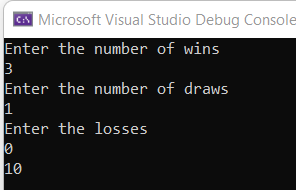 Microsoft Visual Studio Debug Console
Enter the number of wins
3
Enter the number of draws
1
Enter the losses
0
10